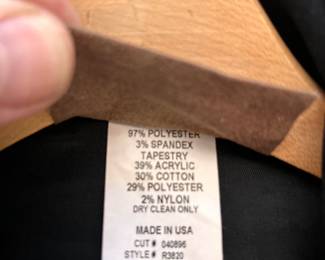 97% POLYESTER
3% SPANDEX
TAPESTRY
39% ACRYLIC
30% COTTON
29% POLYESTER
2% NYLON
DRY CLEAN ONLY
MADE IN USA
CUT# 040896
STYLE# R3820